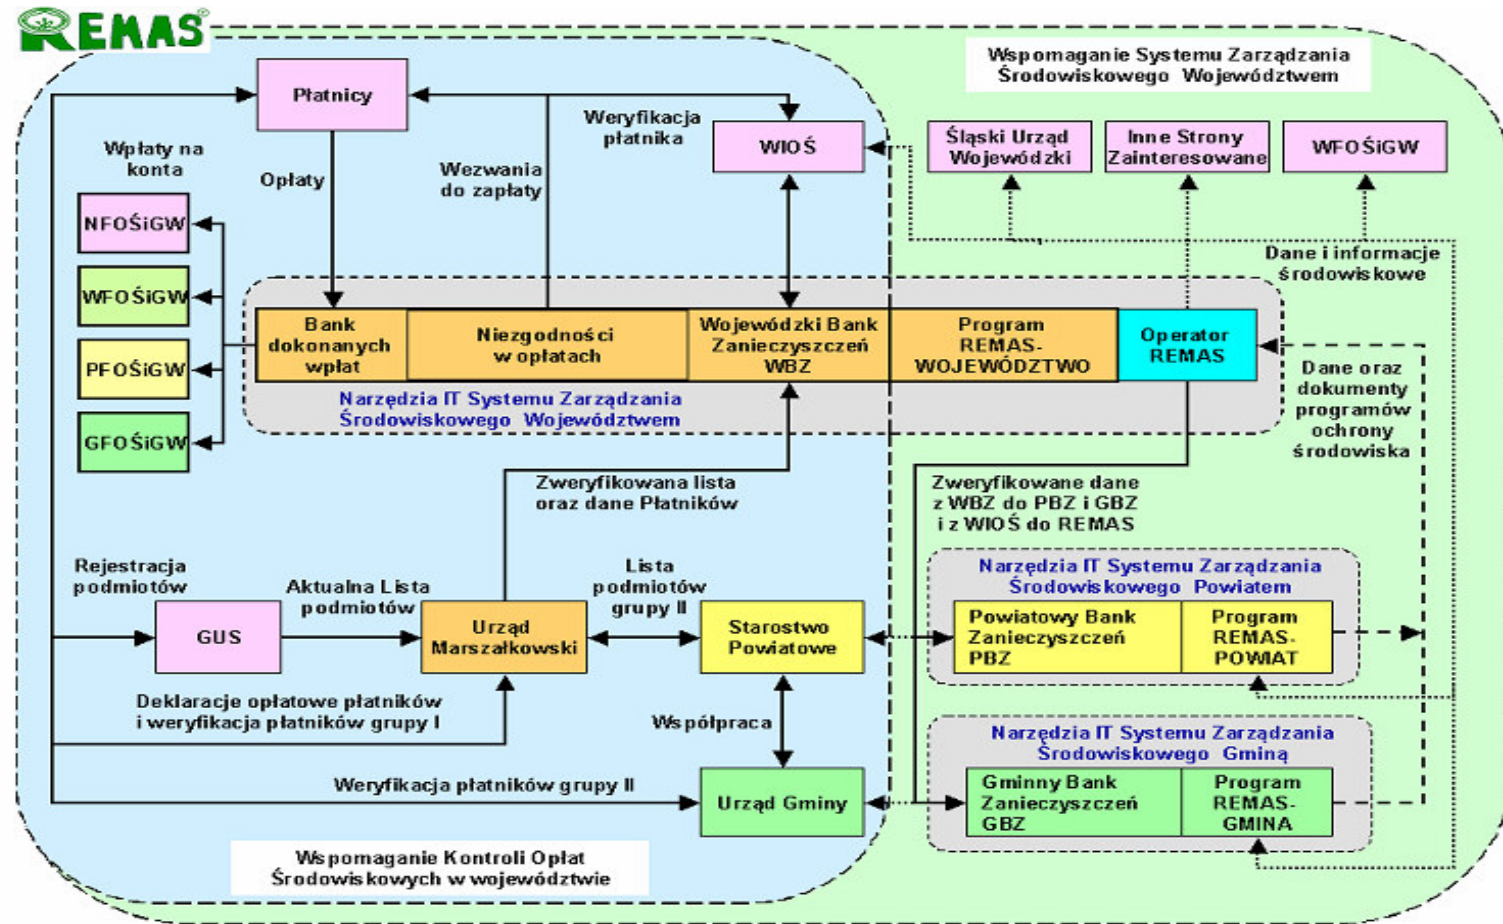 REMAS®
Wspomaganie Systemu Zarządzania
Środowiskowego Województwem
Płatnicy
Weryfikacja
płatnika
WIOŚ
Śląski Urząd
Wojewódzki
Inne Strony
Zainteresowane
WFOŚiGW
Wpłaty na
konta
Opłaty
Wezwania
do zapłaty
NFOŚiGW
WFOŚiGW
PFOŚiGW
GFOŚiGW
Dane i informacje
środowiskowe
Bank
dokonanych
wpłat
Niezgodności
w opłatach
Wojewódzki Bank
Zanieczyszczeń
WBZ
Program
REMAS-
WOJEWÓDZTWO
Operator
REMAS
Narzędzia IT Systemu Zarządzania
Środowiskowego Województwem
Dane oraz
dokumenty
programów
ochrony
środowiska
Zweryfikowana lista
oraz dane Płatników
Zweryfikowane dane
z WBZ do PBZ i GBZ
i z WIOŚ do REMAS
Rejestracja
podmiotów
Aktualna Lista
podmiotów
Lista
podmiotów
grupy II
GUS
Urząd
Marszałkowski
Starostwo
Powiatowe
Narzędzia IT Systemu Zarządzania
Środowiskowego Powiatem
Powiatowy Bank
Zanieczyszczeń
PBZ
Program
REMAS-
POWIAT
Deklaracje opłatowe płatników
i weryfikacja płatników grupy I
Współpraca
Narzędzia IT Systemu Zarządzania
Środowiskowego Gminą
Weryfikacja płatników grupy II
Urząd Gminy
Gminny Bank
Zanieczyszczeń
GBZ
Program
REMAS-
GMINA
Wspomaganie Kontroli Opłat
Środowiskowych w województwie